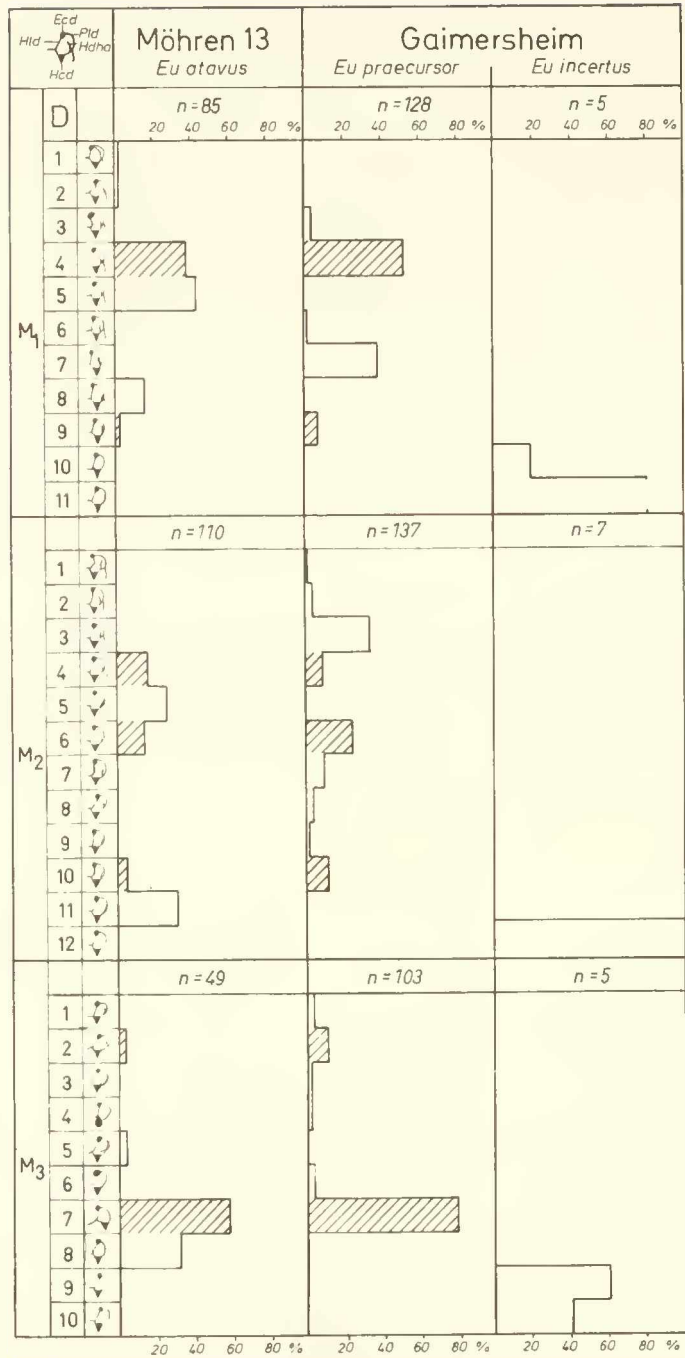 Ecd
Hld Pld
Hdha
Hcd
Möhren 13 Gaimersheim
Eu atavus Eu praecursor Eu incertus
D n=85 n=128 n=5
20 40 60 % 20 40 60 80 % 20 40 60 80 %
M1
1
2
3
4
5
6
7
8
9
10
11
n=110 n=137 n=7
M2
1
2
3
4
5
6
7
8
9
10
11
12
n=49 n=103 n=5
M3
1
2
3
4
5
6
7
8
9
10
20 40 60 80 % 20 40 60 80 % 20 40 60 80 %